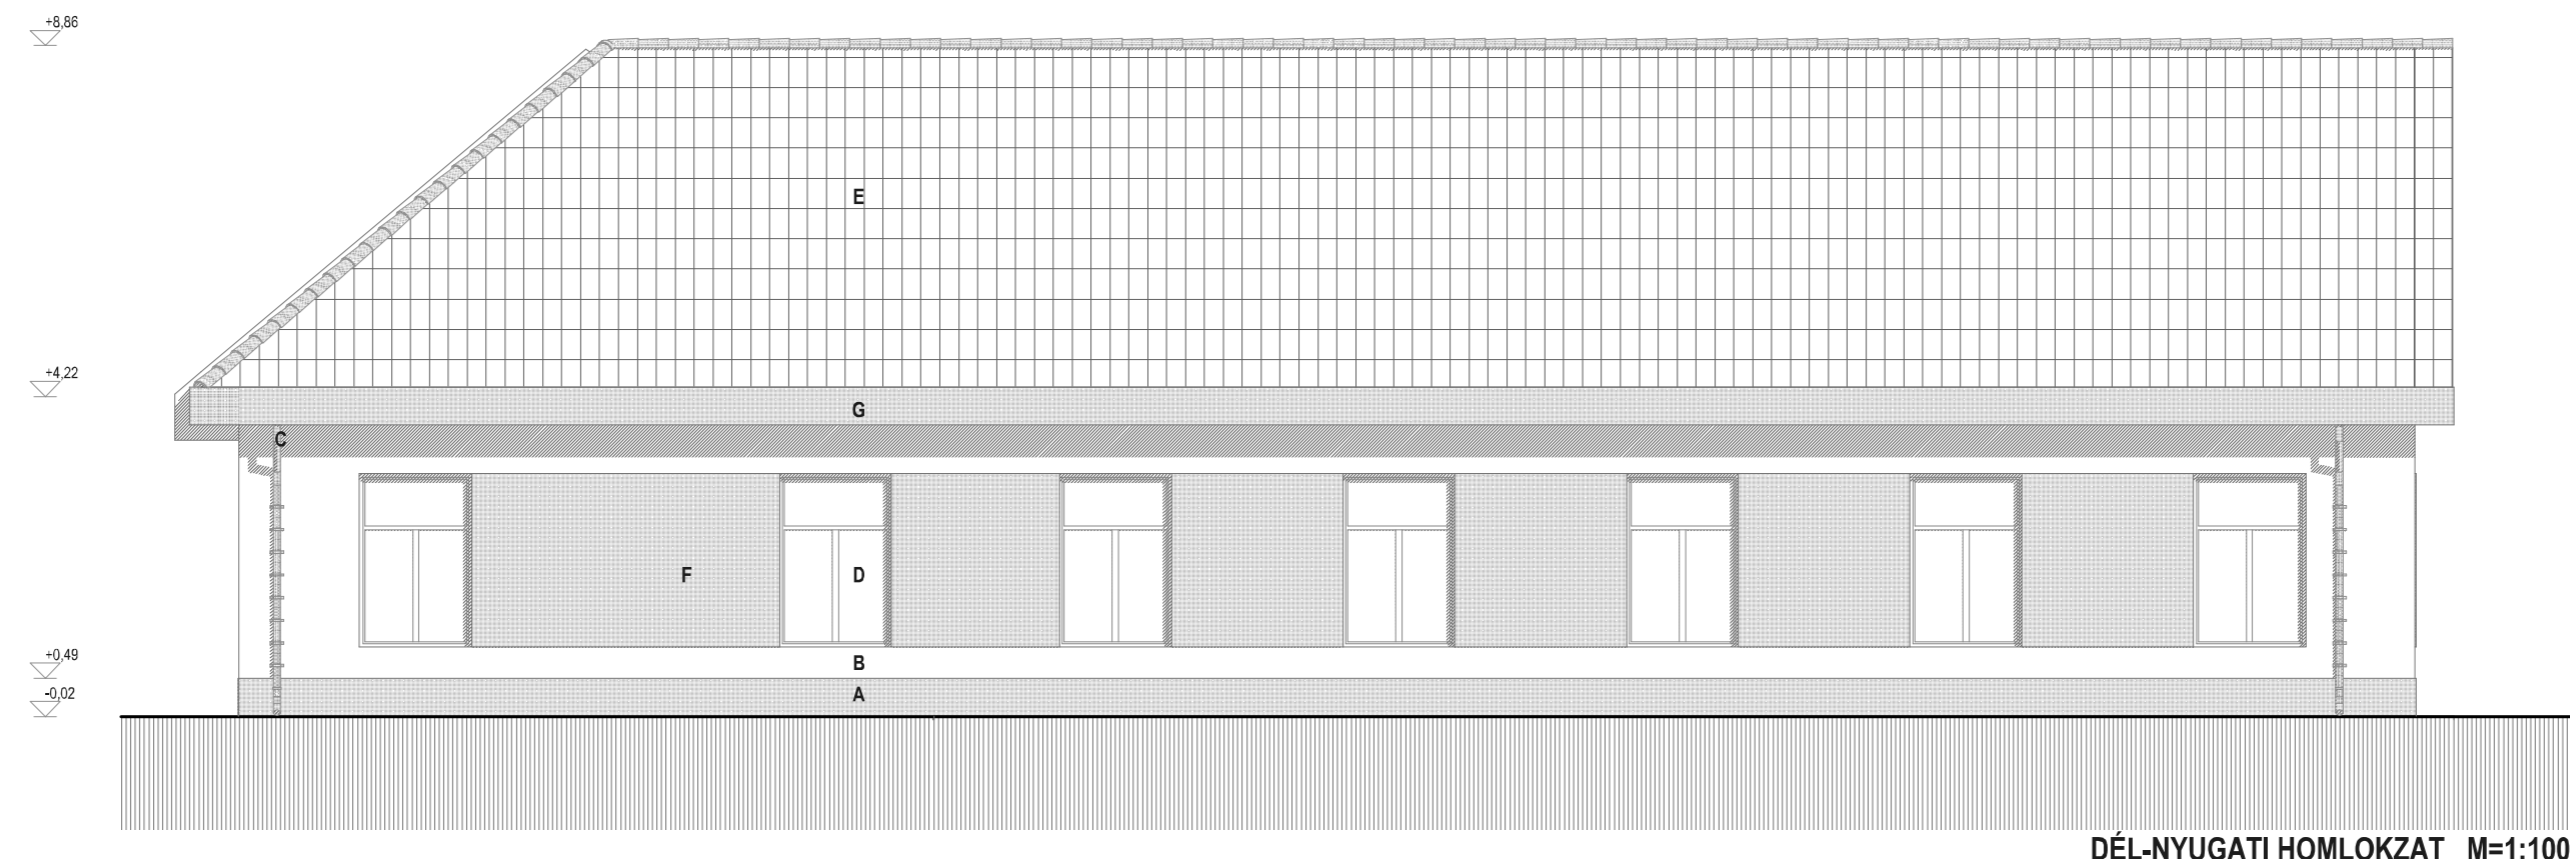 +8,86
E
+4,22
G
C
F
D
+0,49
B
-0,02
A
DÉL-NYUGATI HOMLOKZAT M=1:100